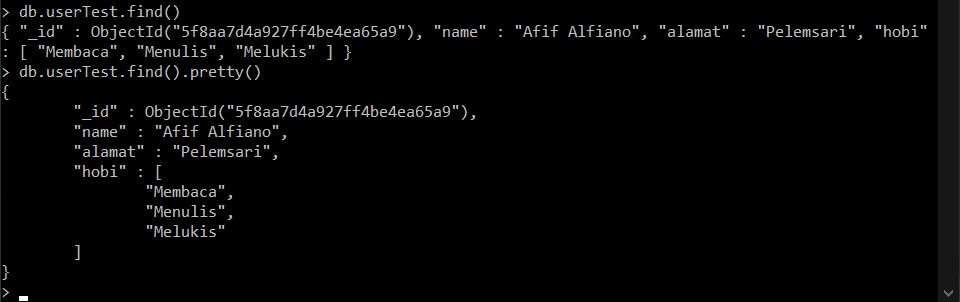 > db.userTest.find()
{ "_id" : ObjectId("5f8aa7d4a927ff4be4ea65a9"), "name" : "Afif Alfiano", "alamat" : "Pelemsari", "hobi"
: [ "Membaca", "Menulis", "Melukis" ] }
> db.userTest.find().pretty()
{
        "_id" : ObjectId("5f8aa7d4a927ff4be4ea65a9"),
        "name" : "Afif Alfiano",
        "alamat" : "Pelemsari",
        "hobi" : [
                "Membaca",
                "Menulis",
                "Melukis"
        ]
}
>